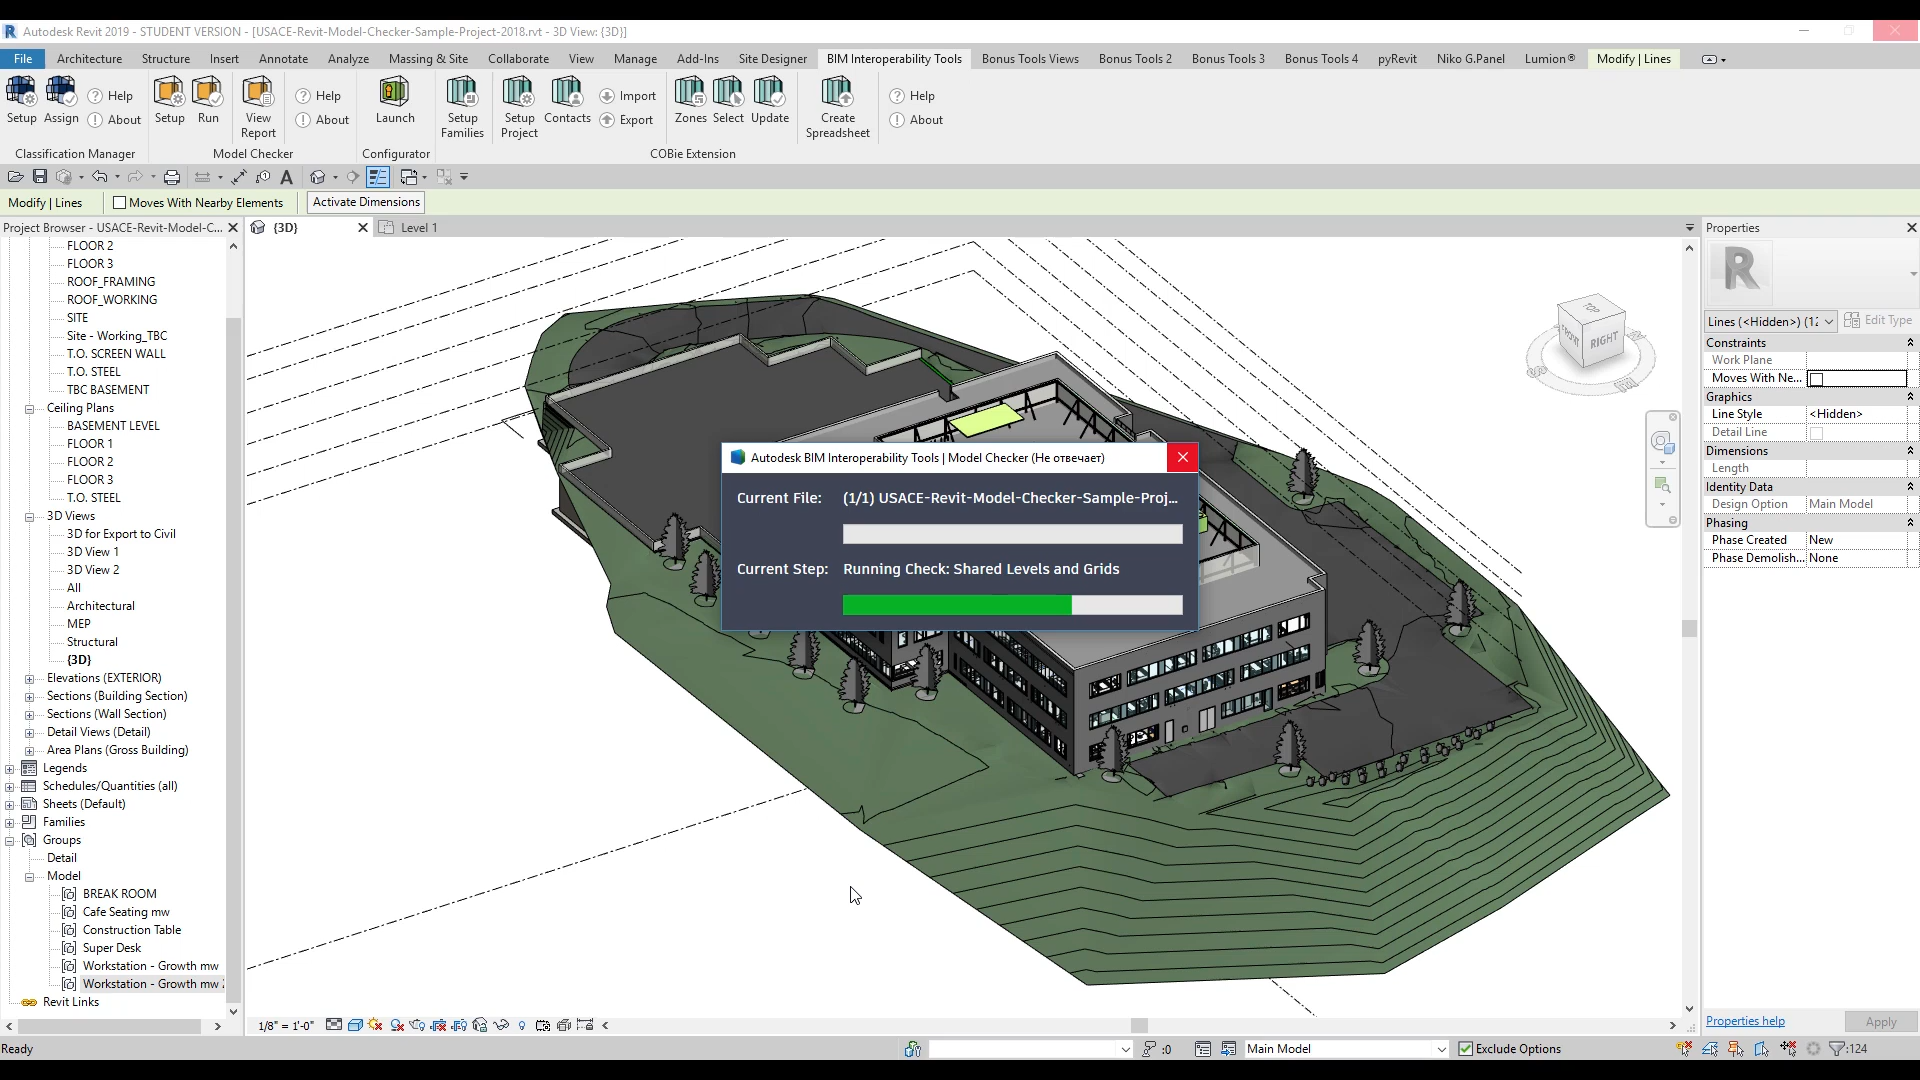 Autodesk Revit 2019 - STUDENT VERSION - [USACE-Revit-Model-Checker-Sample-Project-2018.rvt - 3D View: {3D}]
File Architecture Structure Insert Annotate Analyze Massing & Site Collaborate View Manage Add-Ins Site Designer BIM Interoperability Tools Bonus Tools Views Bonus Tools 2 Bonus Tools 3 Bonus Tools 4 pyRevit Niko G.Panel Lumion® Modify | Lines
Help Help Import Help
Setup Assign About Setup Run View Report About Launch Setup Families Setup Project Contacts Export Zones Select Update Create Spreadsheet About
Classification Manager Model Checker Configurator COBie Extension
Modify | Lines Moves With Nearby Elements Activate Dimensions
Project Browser - USACE-Revit-Model-C...
{3D} Level 1
FLOOR 2
FLOOR 3
ROOF_FRAMING
ROOF_WORKING
SITE
Site - Working_TBC
T.O. SCREEN WALL
T.O. STEEL
TBC BASEMENT
Ceiling Plans
BASEMENT LEVEL
FLOOR 1
FLOOR 2
FLOOR 3
T.O. STEEL
3D Views
3D for Export to Civil
3D View 1
3D View 2
All
Architectural
MEP
Structural
{3D}
Elevations (EXTERIOR)
Sections (Building Section)
Sections (Wall Section)
Detail Views (Detail)
Area Plans (Gross Building)
Legends
Schedules/Quantities (all)
Sheets (Default)
Families
Groups
Detail
Model
BREAK ROOM
Cafe Seating mw
Construction Table
Super Desk
Workstation - Growth mw
Workstation - Growth mw
Revit Links
TOP
FRONT RIGHT
Autodesk BIM Interoperability Tools | Model Checker (Не отвечает)
Current File: (1/1) USACE-Revit-Model-Checker-Sample-Proj...
Current Step: Running Check: Shared Levels and Grids
Properties
Lines (<Hidden>) (12 Edit Type
Constraints
Work Plane
Moves With Ne...
Graphics
Line Style <Hidden>
Detail Line
Dimensions
Length
Identity Data
Design Option Main Model
Phasing
Phase Created New
Phase Demolish... None
Properties help Apply
1/8" = 1'-0"
Ready :0 Main Model Exclude Options :124